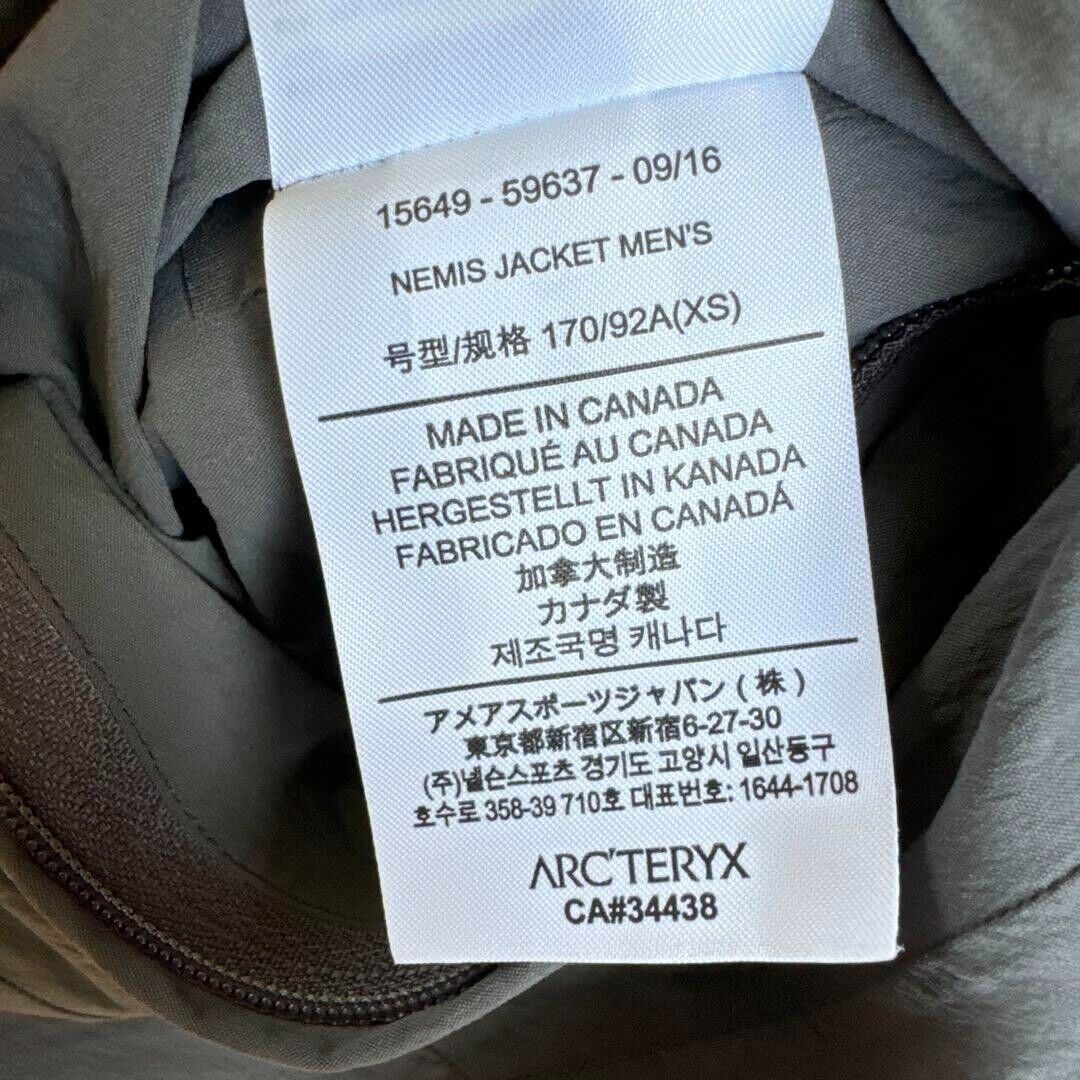 15649 - 59637 - 09/16
NEMIS JACKET MEN'S
号型/规格 170/92A(XS)
MADE IN CANADA
FABRIQUÉ AU CANADA
HERGESTELLT IN KANADA
FABRICADO EN CANADÁ
加拿大制造
カナダ製
제조국명 캐나다
アメアスポーツジャパン ( 株 )
東京都新宿区新宿6-27-30
(주)넬슨스포츠 경기도 고양시 일산동구
호수로 358-39 710호 대표번호: 1644-1708
ARC'TERYX
CA#34438